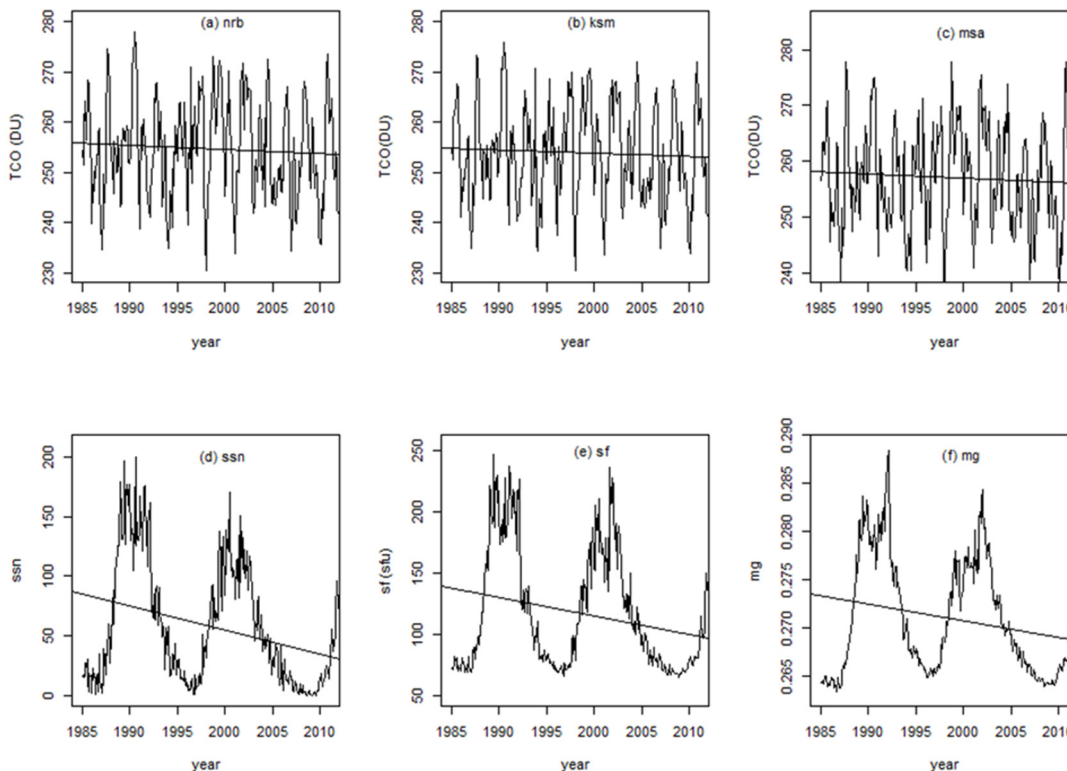 (a) nrb
TCO (DU)
280
270
260
250
240
230
1985 1990 1995 2000 2005 2010
year
(b) ksm
TCO(DU)
280
270
260
250
240
230
1985 1990 1995 2000 2005 2010
year
(c) msa
TCO(DU)
280
270
260
250
240
1985 1990 1995 2000 2005 2010
year
(d) ssn
ssn
200
150
100
50
0
1985 1990 1995 2000 2005 2010
year
(e) sf
sf (sfu)
250
200
150
100
50
1985 1990 1995 2000 2005 2010
year
(f) mg
mg
0.290
0.285
0.280
0.275
0.270
0.265
1985 1990 1995 2000 2005 2010
year